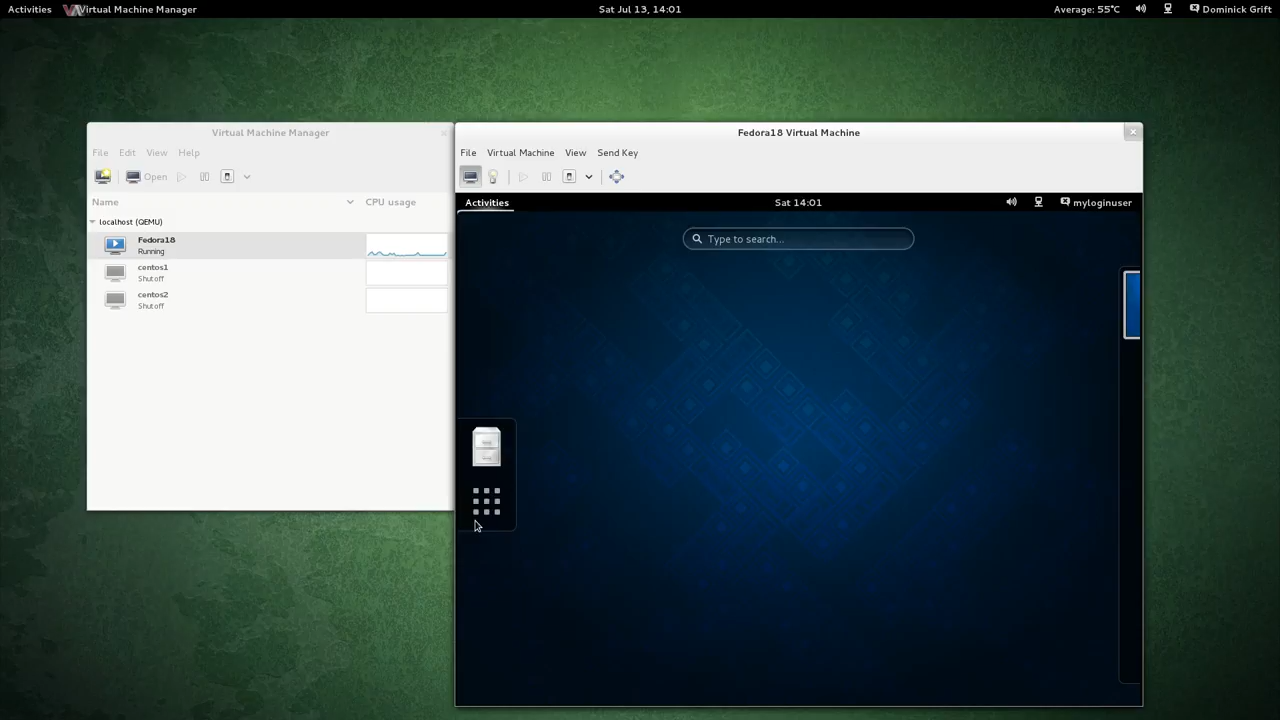 Activities Virtual Machine Manager Sat Jul 13, 14:01 Average: 55°C Dominick Grift
Virtual Machine Manager
File Edit View Help
Open
Name CPU usage
localhost (QEMU)
Fedora18
Running
centos1
Shutoff
centos2
Shutoff
Fedora18 Virtual Machine
File Virtual Machine View Send Key
Activities Sat 14:01 myloginuser
Type to search...